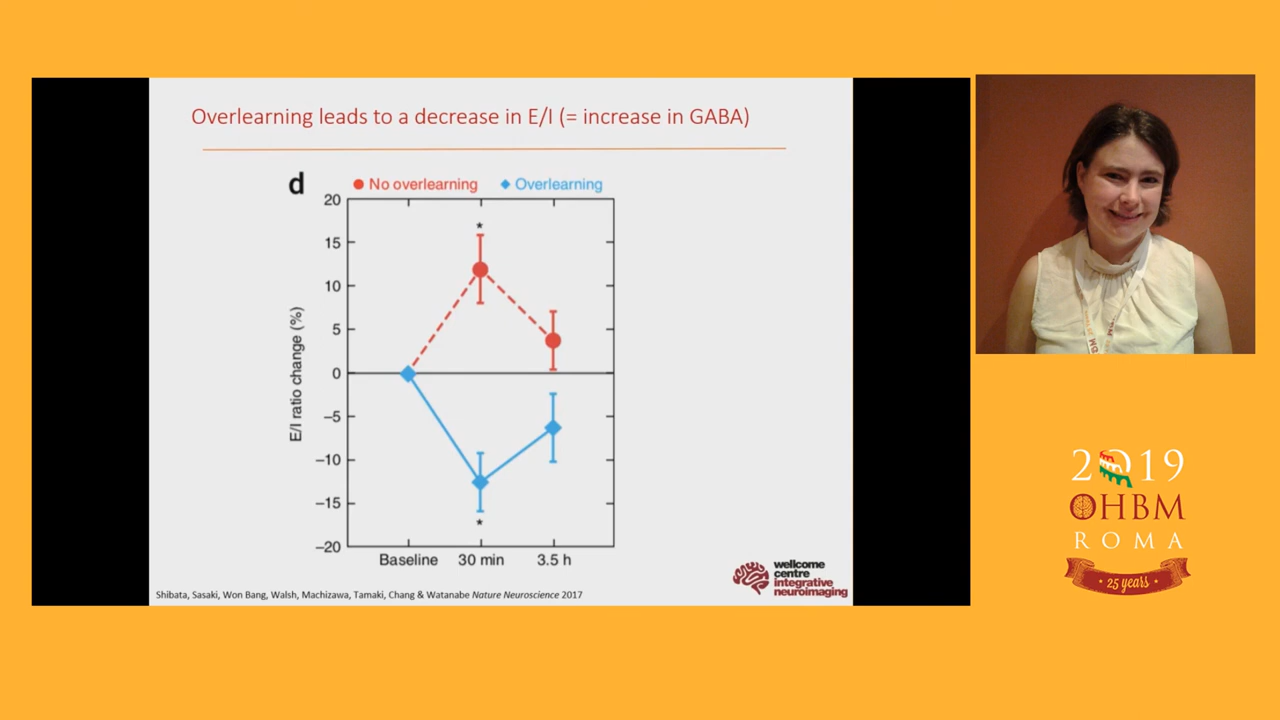 Overlearning leads to a decrease in E/I (= increase in GABA)
d
No overlearning
Overlearning
20
15
10
5
0
−5
−10
−15
−20
E/I ratio change (%)
*
*
Baseline 30 min 3.5 h
Shibata, Sasaki, Won Bang, Walsh, Machizawa, Tamaki, Chang & Watanabe Nature Neuroscience 2017
wellcome
centre
integrative
neuroimaging
2019
OHBM
ROMA
• 25 years •